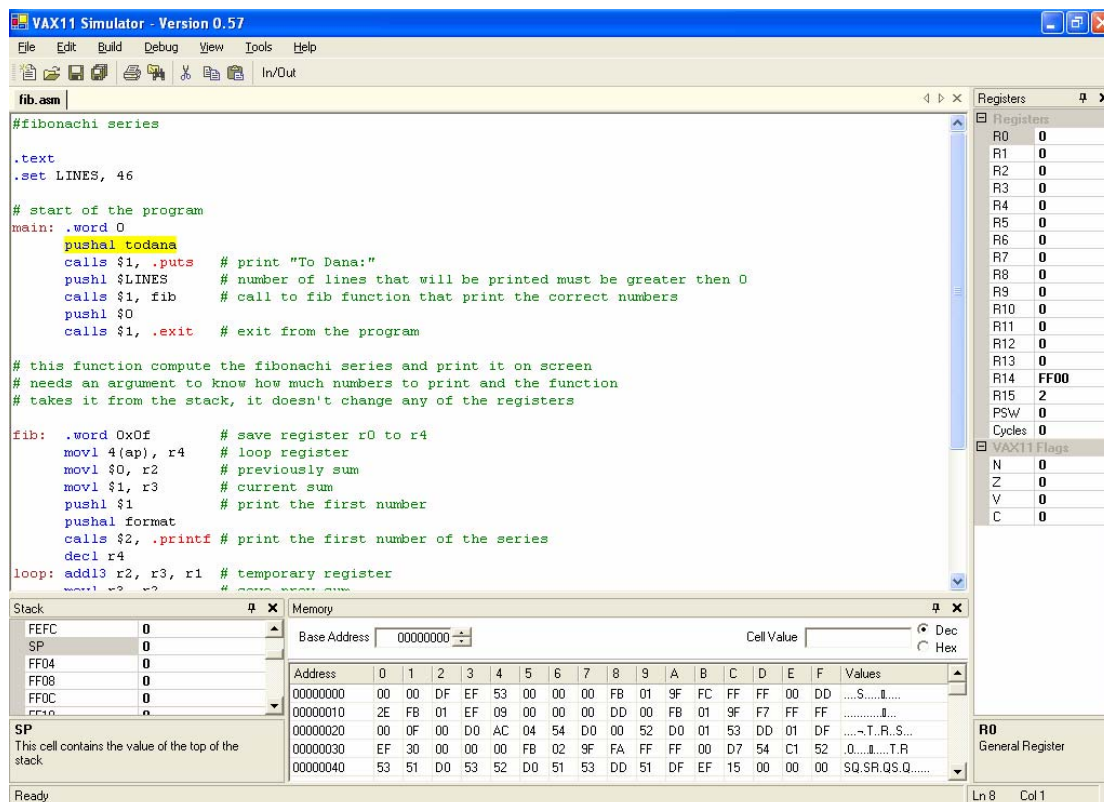 VAX11 Simulator - Version 0.57
File Edit Build Debug View Tools Help
In/Out
fib.asm
#fibonachi series
.text
.set LINES, 46
# start of the program
main: .word 0
pushal todana
calls $1, .puts # print "To Dana:"
pushl $LINES # number of lines that will be printed must be greater then 0
calls $1, fib # call to fib function that print the correct numbers
pushl $0
calls $1, .exit # exit from the program
# this function compute the fibonachi series and print it on screen
# needs an argument to know how much numbers to print and the function
# takes it from the stack, it doesn't change any of the registers
fib: .word 0x0f # save register r0 to r4
movl 4(ap), r4 # loop register
movl $0, r2 # previously sum
movl $1, r3 # current sum
pushl $1 # print the first number
pushal format
calls $2, .printf # print the first number of the series
decl r4
loop: addl3 r2, r3, r1 # temporary register
Registers
Registers
R0 0
R1 0
R2 0
R3 0
R4 0
R5 0
R6 0
R7 0
R8 0
R9 0
R10 0
R11 0
R12 0
R13 0
R14 FF00
R15 2
PSW 0
Cycles 0
VAX11 Flags
N 0
Z 0
V 0
C 0
Stack
FEFC 0
SP 0
FF04 0
FF08 0
FF0C 0
FF10 0
SP
This cell contains the value of the top of the
stack
Memory
Base Address 00000000 Cell Value Dec
Hex
Address 0 1 2 3 4 5 6 7 8 9 A B C D E F Values
00000000 00 00 DF EF 53 00 00 00 FB 01 9F FC FF FF 00 DD
00000010 2E FB 01 EF 09 00 00 00 DD 00 FB 01 9F F7 FF FF
00000020 00 0F 00 D0 AC 04 54 D0 00 52 D0 01 53 DD 01 DF
00000030 EF 30 00 00 00 FB 02 9F FA FF FF 00 D7 54 C1 52
00000040 53 51 D0 53 52 D0 51 53 DD 51 DF EF 15 00 00 00 SQ.SR.QS.Q......
R0
General Register
Ready
Ln 8 Col 1